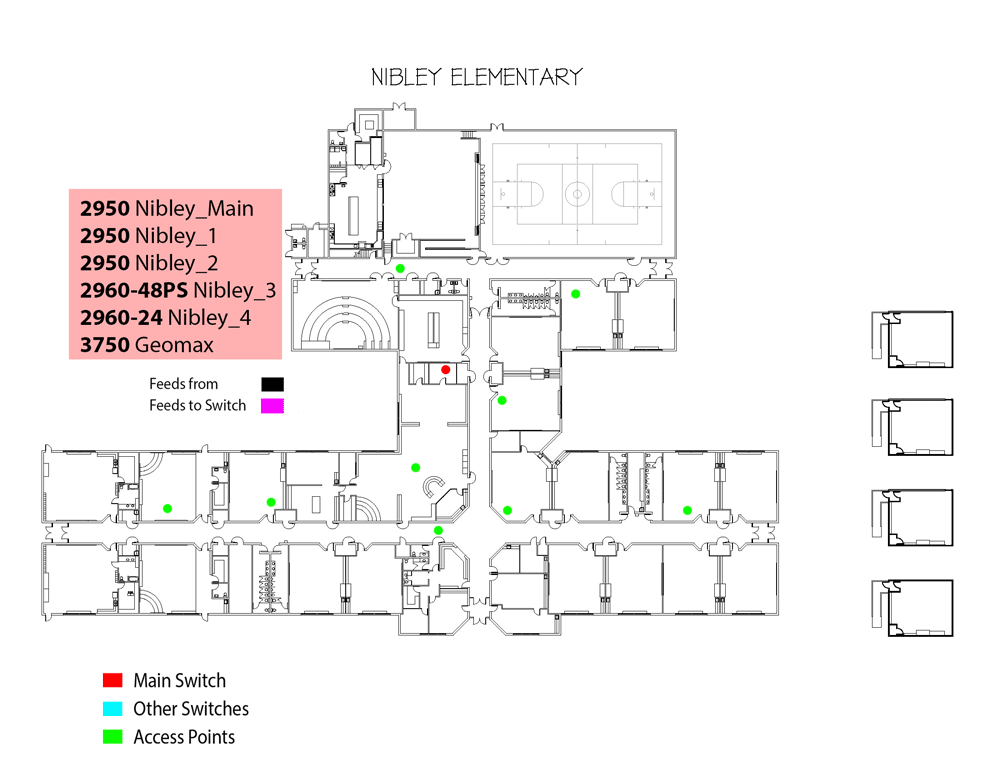 NIBLEY ELEMENTARY
2950 Nibley_Main
2950 Nibley_1
2950 Nibley_2
2960-48PS Nibley_3
2960-24 Nibley_4
3750 Geomax
Feeds from
Feeds to Switch
Main Switch
Other Switches
Access Points